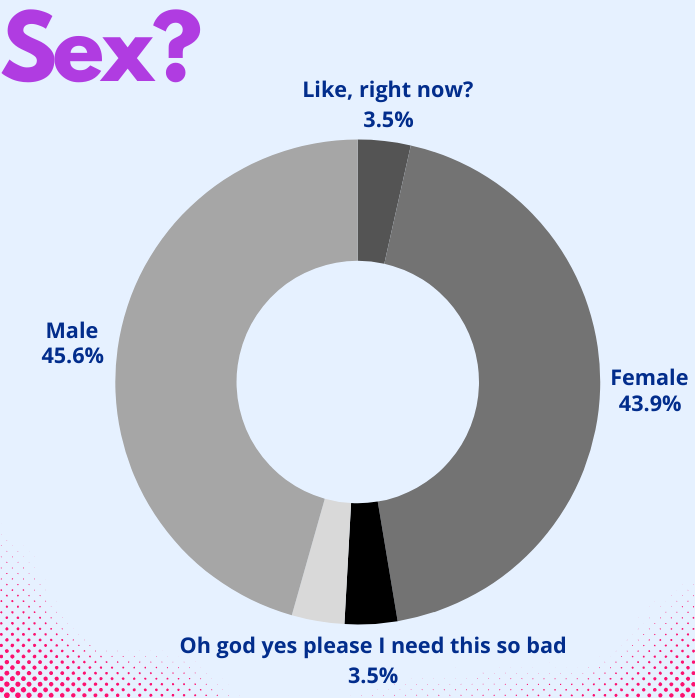 Sex?
Like, right now?
3.5%
Male
45.6%
Female
43.9%
Oh god yes please I need this so bad
3.5%